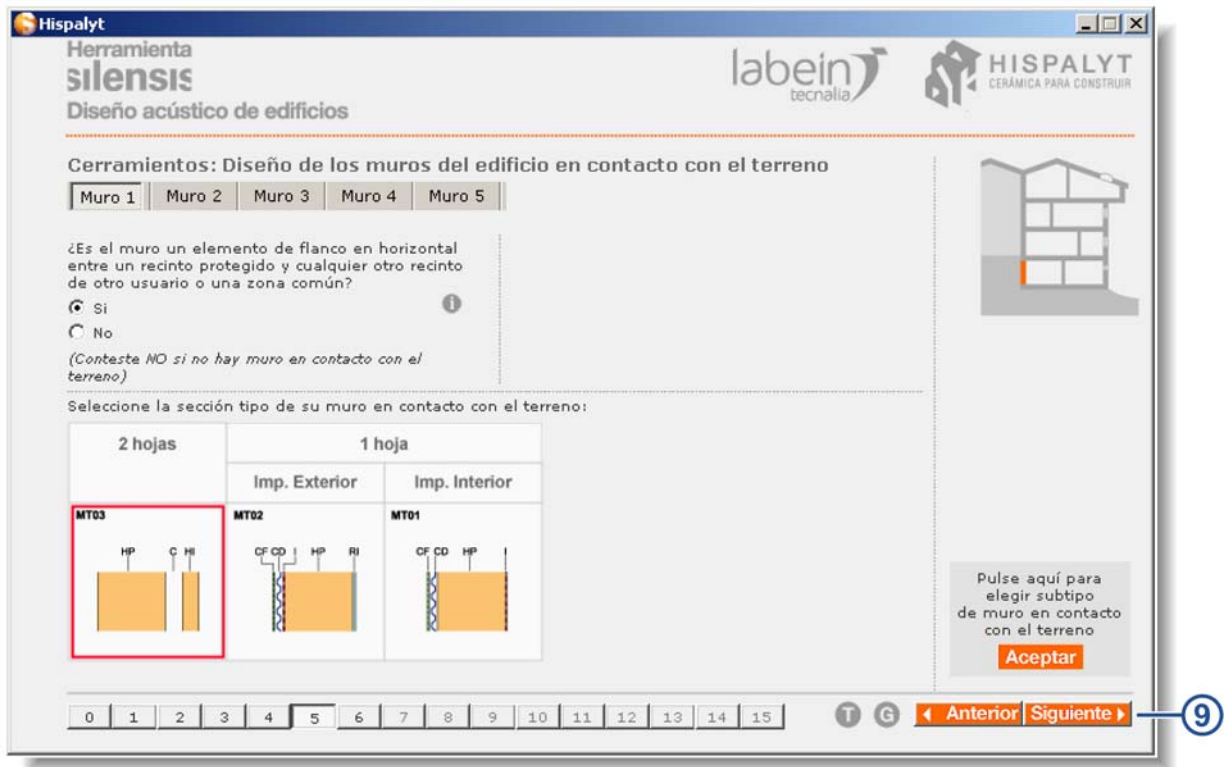 Hispalyt
Herramienta
silensis
Diseño acústico de edificios
labein
tecnalia
HISPALYT
CERÁMICA PARA CONSTRUIR
Cerramientos: Diseño de los muros del edificio en contacto con el terreno
Muro 1 Muro 2 Muro 3 Muro 4 Muro 5
¿Es el muro un elemento de flanco en horizontal
entre un recinto protegido y cualquier otro recinto
de otro usuario o una zona común?
i
Si
No
(Conteste NO si no hay muro en contacto con el
terreno)
Seleccione la sección tipo de su muro en contacto con el terreno:
2 hojas 1 hoja
Imp. Exterior Imp. Interior
MT03 MT02 MT01
HP C HI CF CD I HP RI CF CD HP I
Pulse aquí para
elegir subtipo
de muro en contacto
con el terreno
Aceptar
0 1 2 3 4 5 6 7 8 9 10 11 12 13 14 15 T G Anterior Siguiente 9